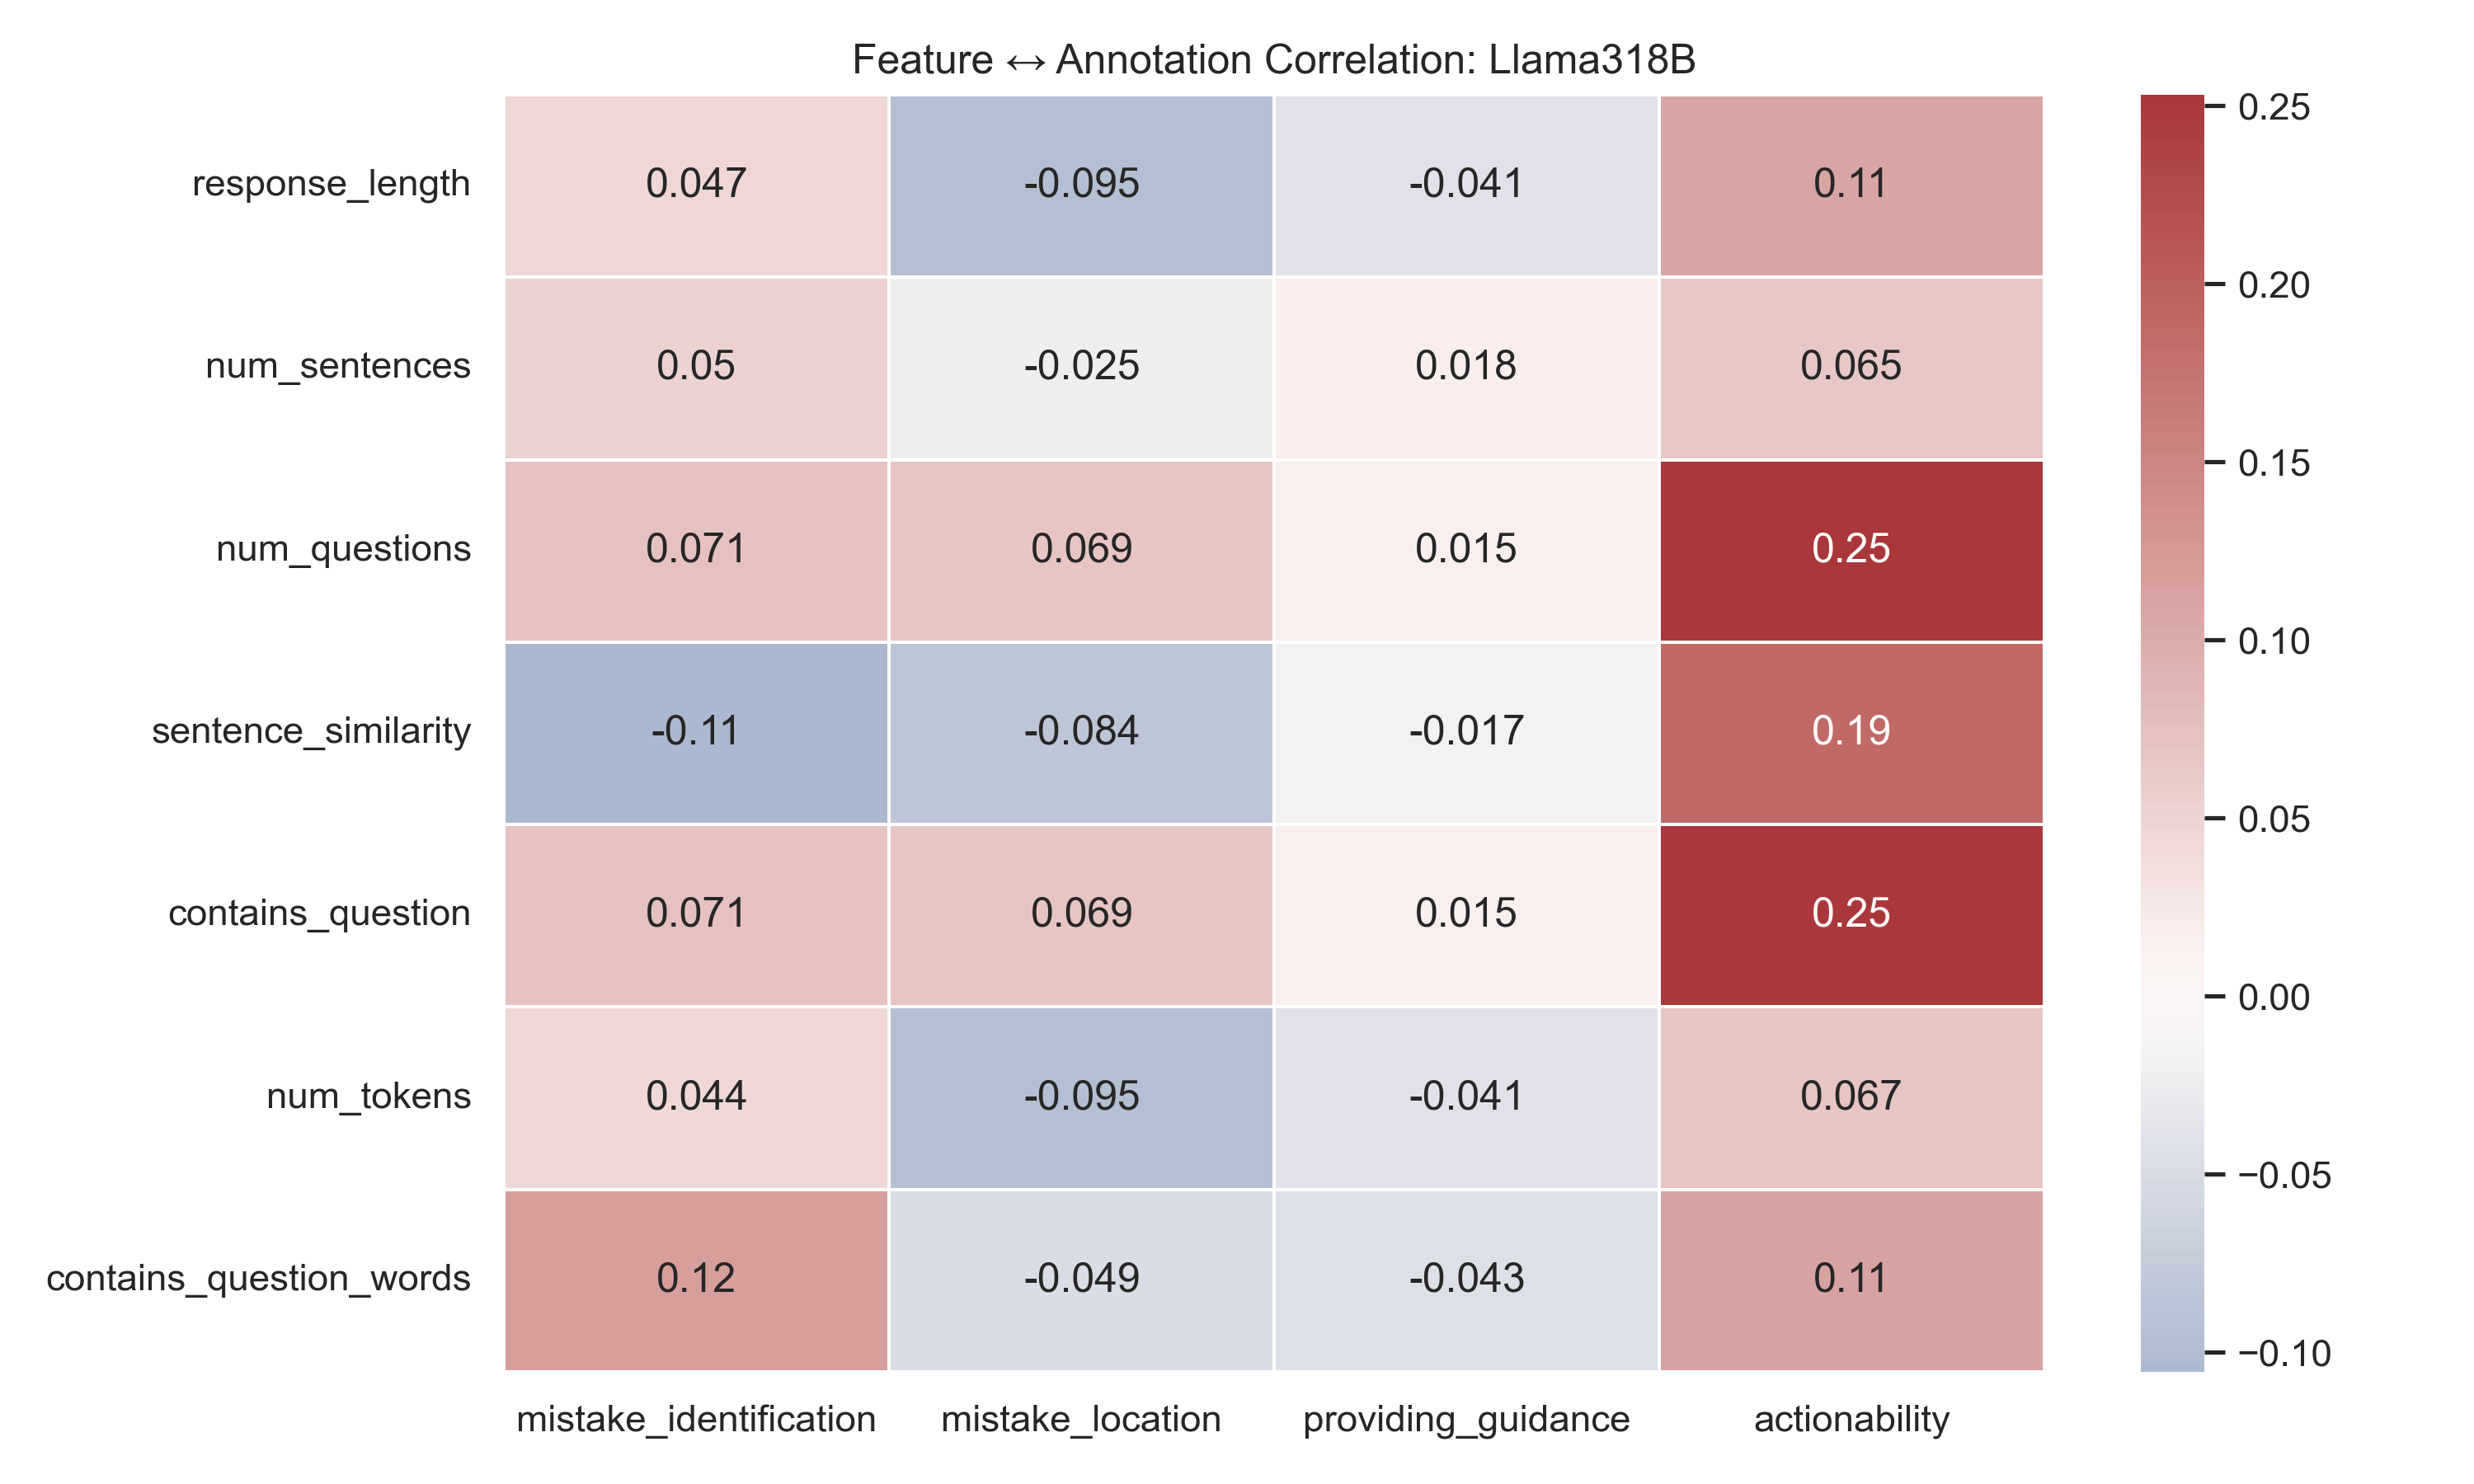 Feature ↔ Annotation Correlation: Llama318B
response_length 0.047 -0.095 -0.041 0.11
num_sentences 0.05 -0.025 0.018 0.065
num_questions 0.071 0.069 0.015 0.25
sentence_similarity -0.11 -0.084 -0.017 0.19
contains_question 0.071 0.069 0.015 0.25
num_tokens 0.044 -0.095 -0.041 0.067
contains_question_words 0.12 -0.049 -0.043 0.11
mistake_identification mistake_location providing_guidance actionability
0.25
0.20
0.15
0.10
0.05
0.00
−0.05
−0.10